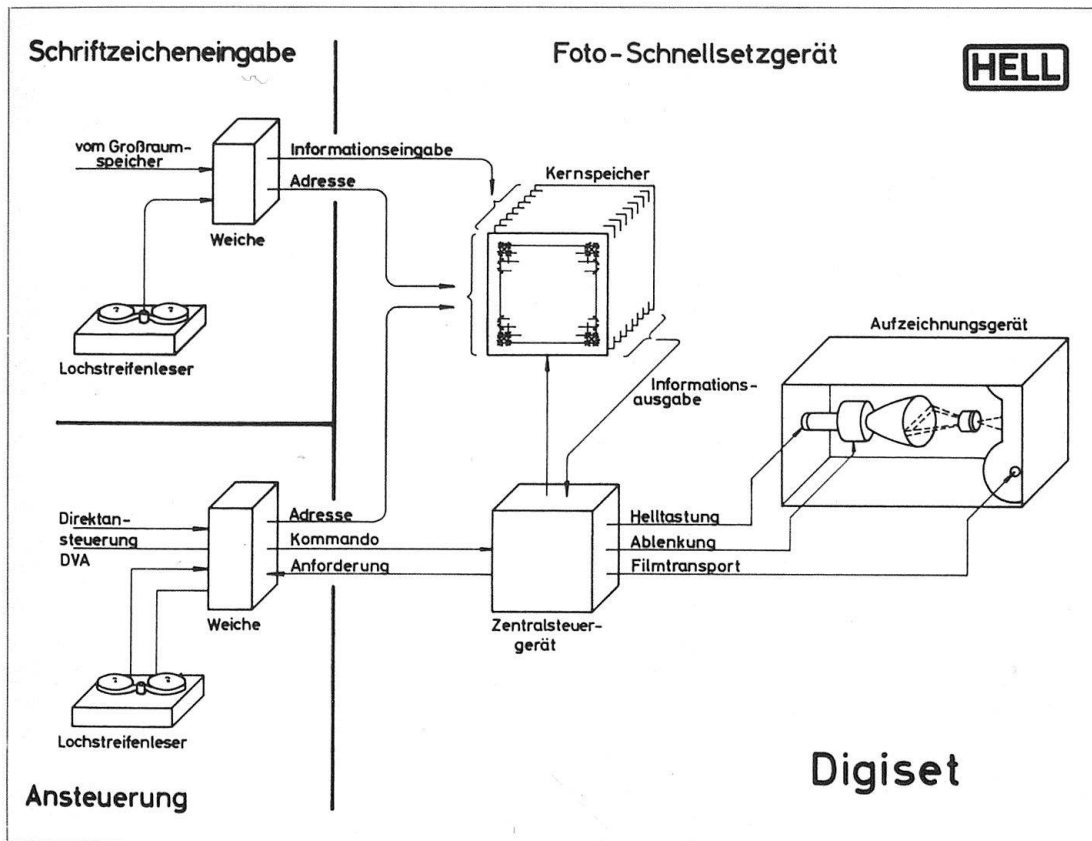 Schriftzeicheneingabe
Foto-Schnellsetzgerät
HELL
vom Großraum-
speicher
Informationseingabe
Adresse
Weiche
Lochstreifenleser
Kernspeicher
Informations-
ausgabe
Aufzeichnungsgerät
Direktan-
steuerung
DVA
Adresse
Kommando
Anforderung
Weiche
Lochstreifenleser
Zentralsteuer-
gerät
Helltastung
Ablenkung
Filmtransport
Ansteuerung
Digiset